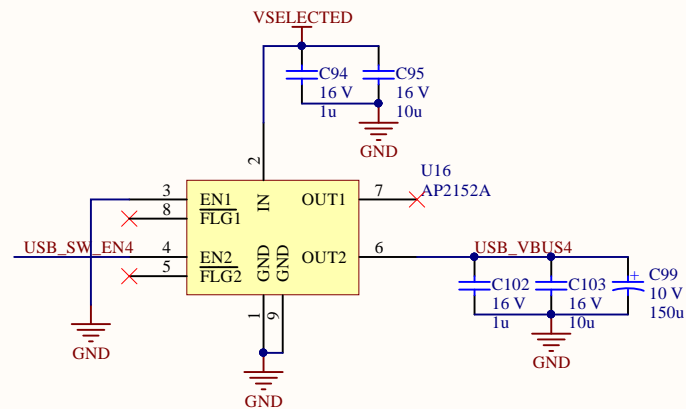 VSELECTED
C94
16 V
1u
C95
16 V
10u
GND
2
U16
AP2152A
3
EN1
IN
OUT1
7
8
FLG1
USB_SW_EN4
4
EN2
OUT2
6
USB_VBUS4
5
FLG2
GND
GND
C102
16 V
1u
C103
16 V
10u
C99
10 V
150u
+
1
9
GND
GND
GND